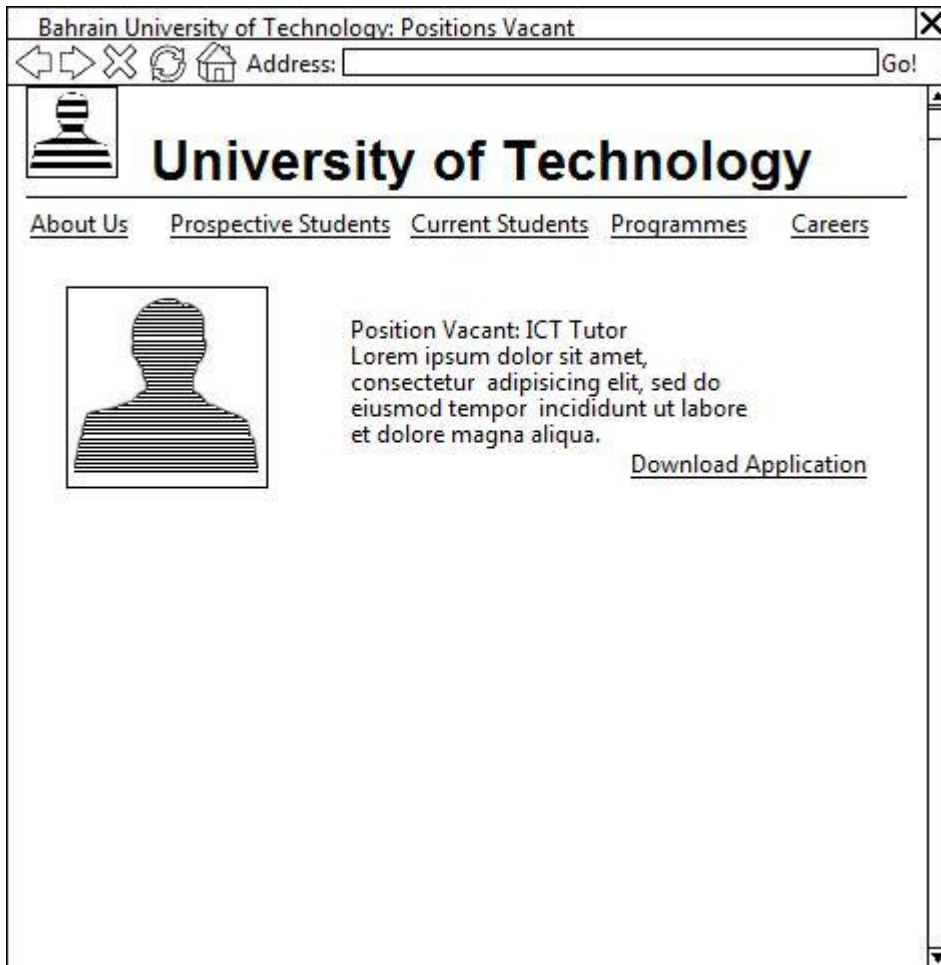 Bahrain University of Technology: Positions Vacant
Address: Go!
University of Technology
About Us Prospective Students Current Students Programmes Careers
Position Vacant: ICT Tutor
Lorem ipsum dolor sit amet,
consectetur adipisicing elit, sed do
eiusmod tempor incididunt ut labore
et dolore magna aliqua.
Download Application